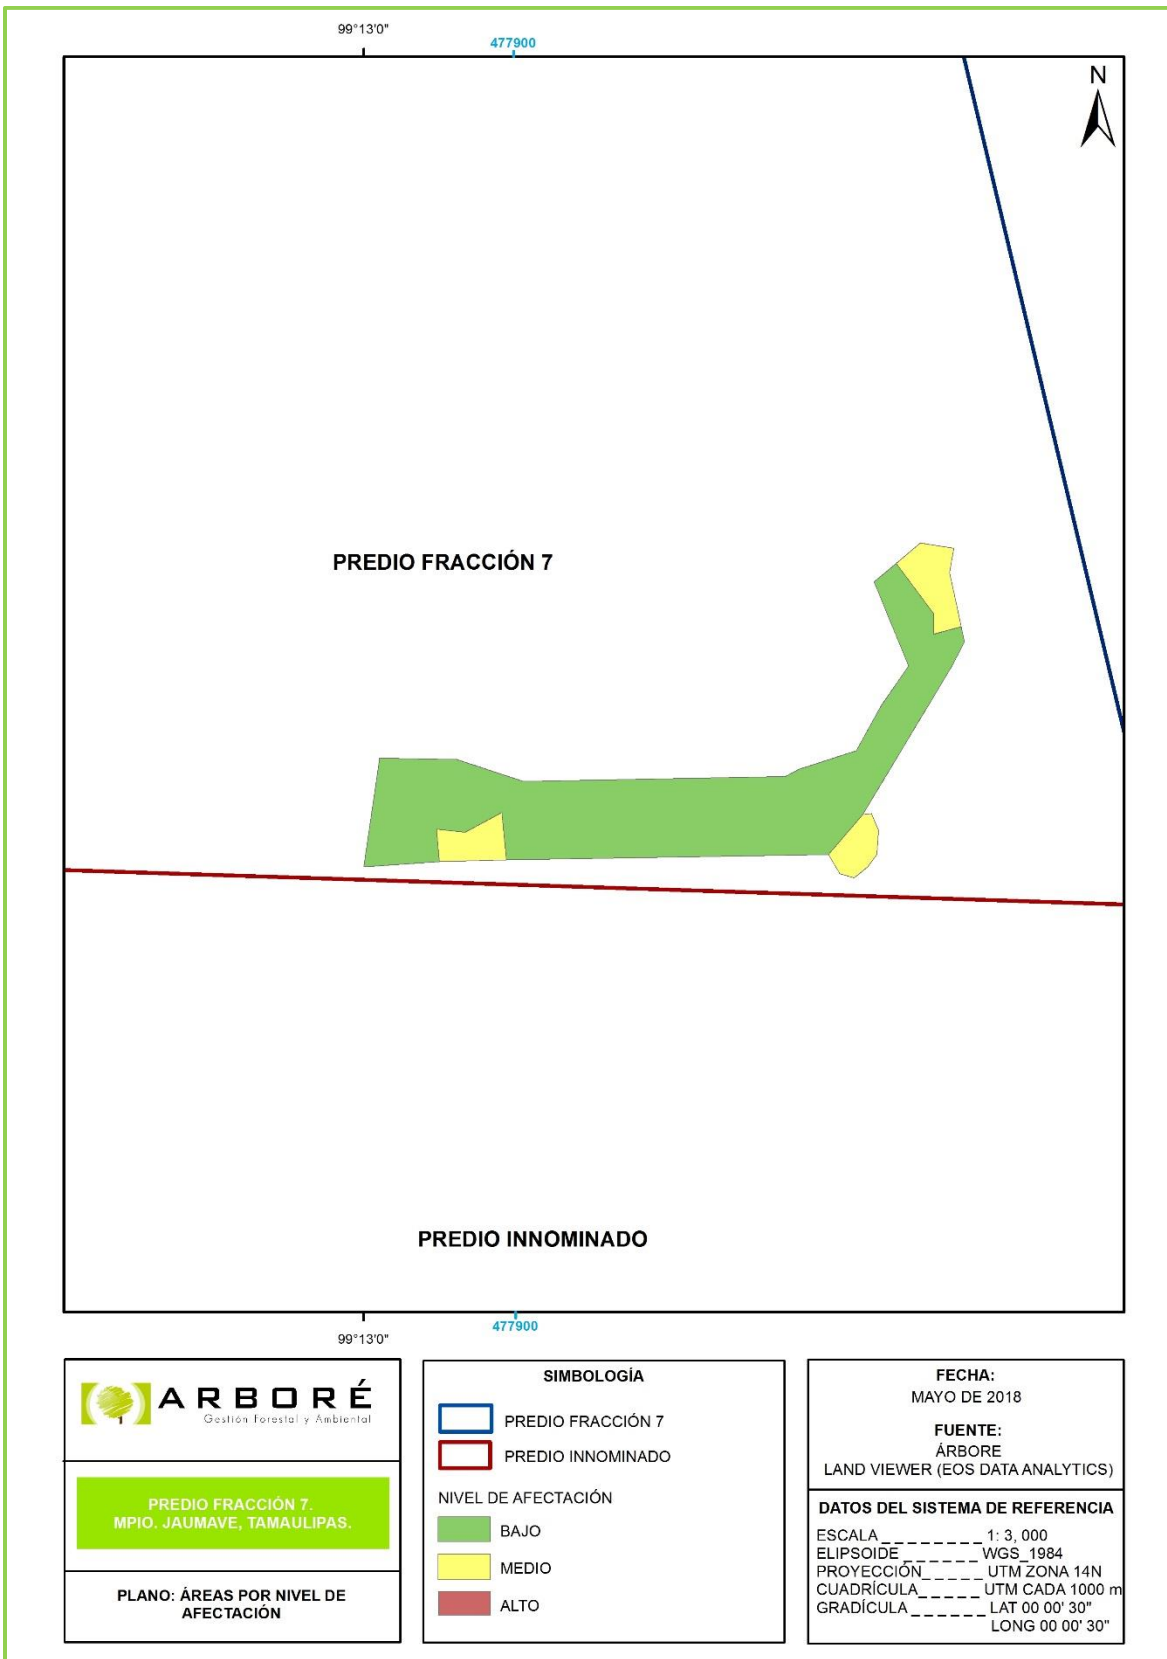 99°13'0"
477900
N
PREDIO FRACCIÓN 7
PREDIO INNOMINADO
99°13'0"
477900
ARBORÉ
Gestión Forestal y Ambiental
PREDIO FRACCIÓN 7.
MPIO. JAUMAVE, TAMAULIPAS.
PLANO: ÁREAS POR NIVEL DE
AFECTACIÓN
SIMBOLOGÍA
PREDIO FRACCIÓN 7
PREDIO INNOMINADO
NIVEL DE AFECTACIÓN
BAJO
MEDIO
ALTO
FECHA:
MAYO DE 2018
FUENTE:
ÁRBORE
LAND VIEWER (EOS DATA ANALYTICS)
DATOS DEL SISTEMA DE REFERENCIA
ESCALA _ _ _ _ _ _ _ _ _ 1: 3, 000
ELIPSOIDE _ _ _ _ _ _ WGS_1984
PROYECCIÓN_ _ _ _ _ UTM ZONA 14N
CUADRÍCULA_ _ _ _ _ UTM CADA 1000 m
GRADÍCULA _ _ _ _ _ _ LAT 00 00' 30"
LONG 00 00' 30"